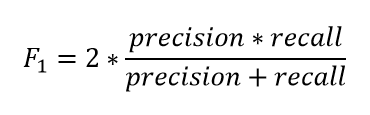 F₁ = 2 * (precision * recall) / (precision + recall)